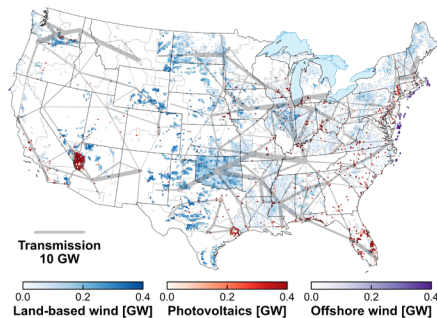 Transmission
10 GW
0.0 0.2 0.4 0.0 0.2 0.4 0.0 0.2 0.4
Land-based wind [GW] Photovoltaics [GW] Offshore wind [GW]